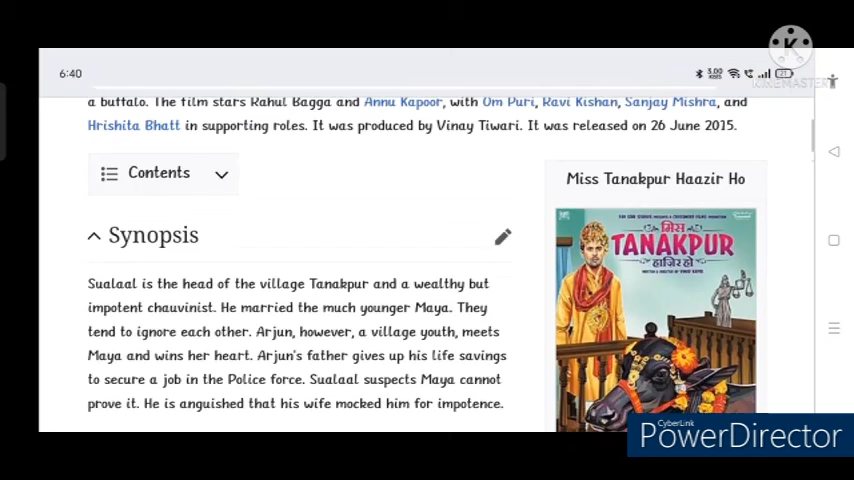 6:40
3.00
21
KINEMASTER
a buffalo. The film stars Rahul Bagga and Annu Kapoor, with Om Puri, Ravi Kishan, Sanjay Mishra, and
Hrishita Bhatt in supporting roles. It was produced by Vinay Tiwari. It was released on 26 June 2015.
Contents
Synopsis
Sualaal is the head of the village Tanakpur and a wealthy but
impotent chauvinist. He married the much younger Maya. They
tend to ignore each other. Arjun, however, a village youth, meets
Maya and wins her heart. Arjun's father gives up his life savings
to secure a job in the Police force. Sualaal suspects Maya cannot
prove it. He is anguished that his wife mocked him for impotence.
Miss Tanakpur Haazir Ho
मिस
TANAKPUR
हाज़िर हो
CyberLink
PowerDirector